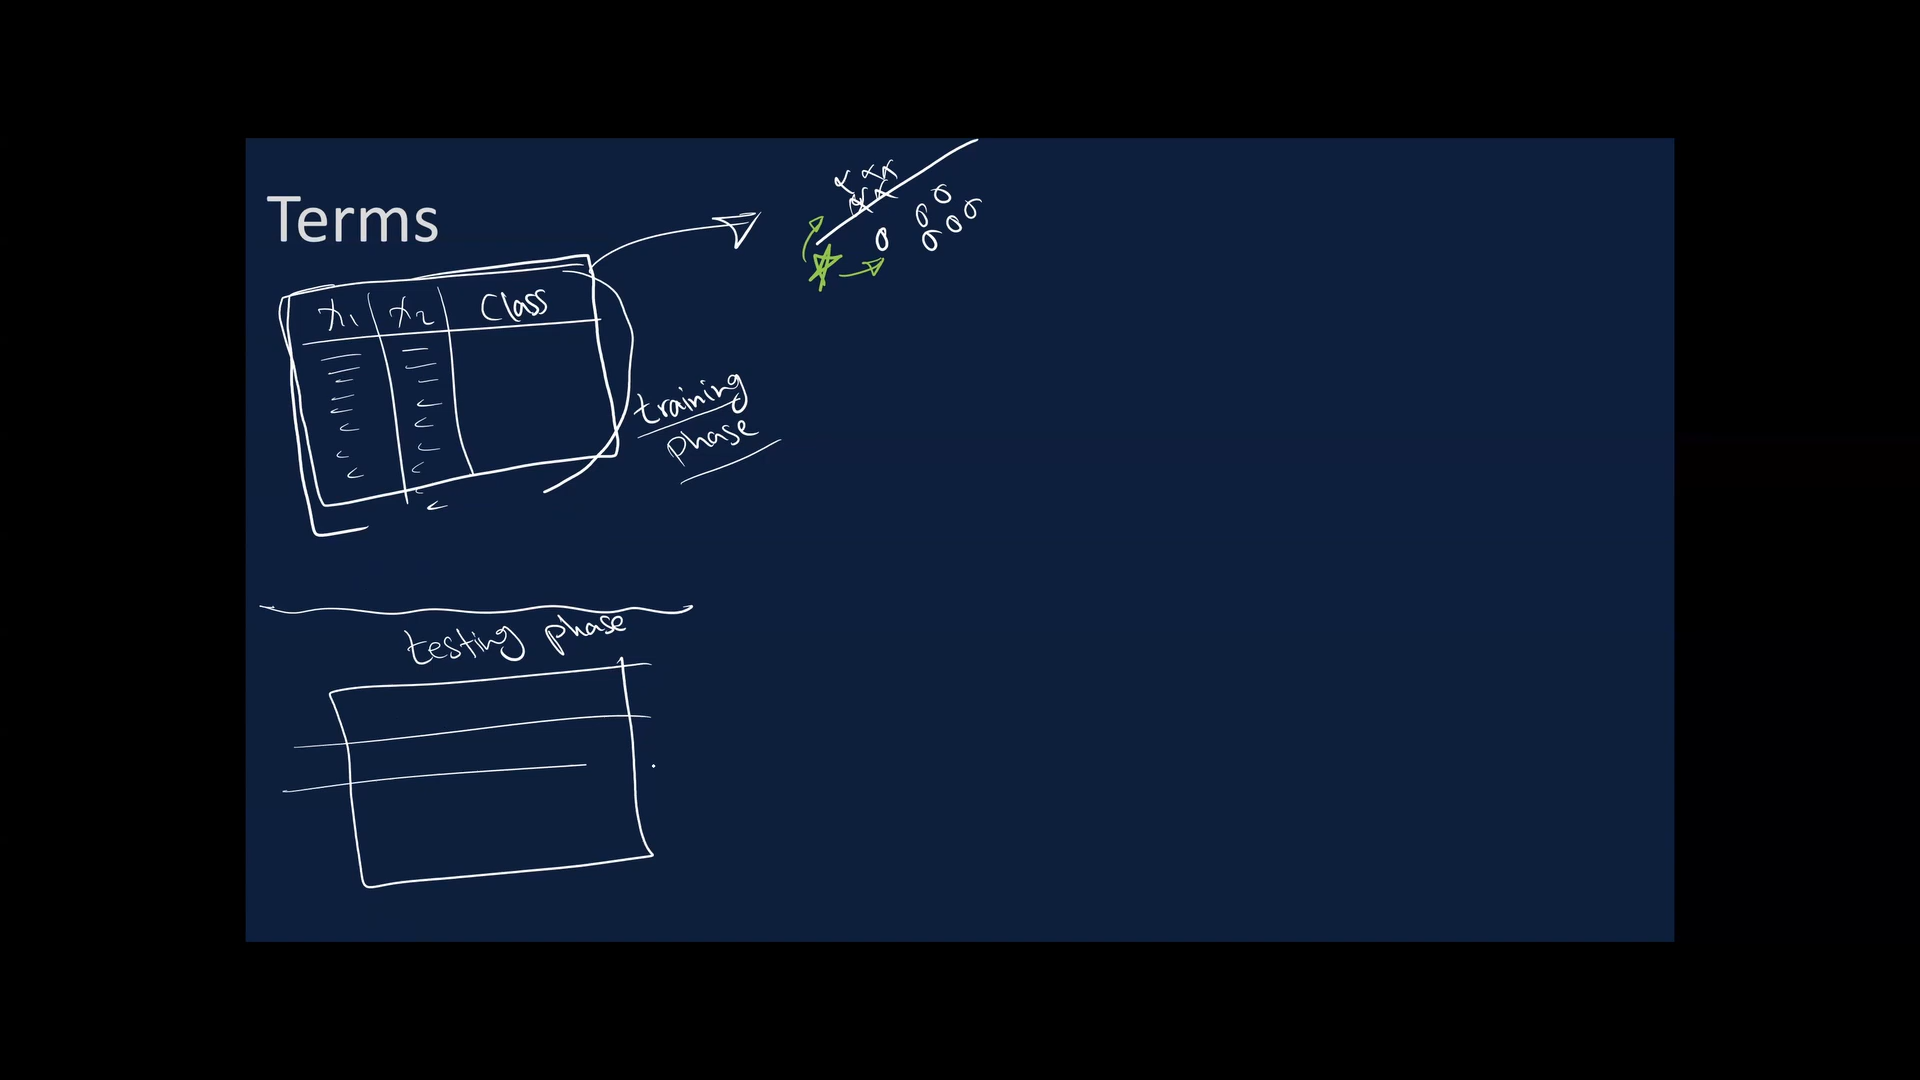 Terms
x1 x2 Class
training
phase
testing phase